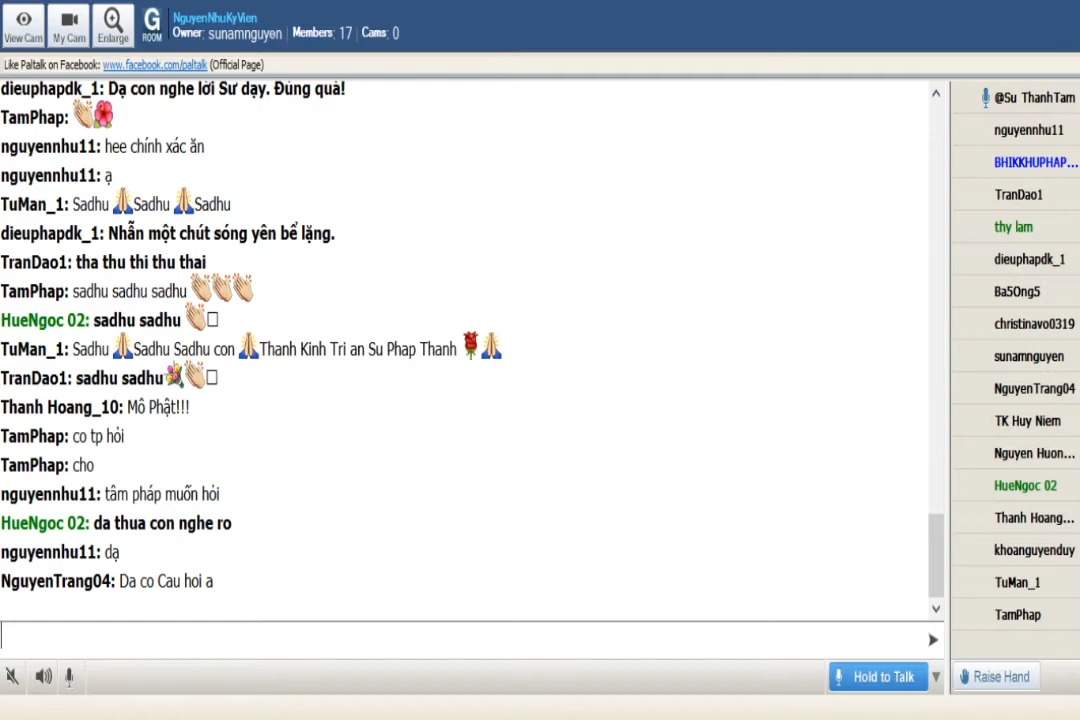 View Cam
My Cam
Enlarge
G
ROOM
NguyenNhuKyVien
Owner: sunamnguyen | Members: 17 | Cams: 0
Like Paltalk on Facebook: www.facebook.com/paltalk (Official Page)
dieuphapdk_1: Dạ con nghe lời Sư dạy. Đúng quá!
TamPhap:
nguyennhu11: hee chính xác ăn
nguyennhu11: ạ
TuMan_1: Sadhu Sadhu Sadhu
dieuphapdk_1: Nhẫn một chút sóng yên bể lặng.
TranDao1: tha thu thi thu thai
TamPhap: sadhu sadhu sadhu
HueNgoc 02: sadhu sadhu
TuMan_1: Sadhu Sadhu Sadhu con Thanh Kinh Tri an Su Phap Thanh
TranDao1: sadhu sadhu
Thanh Hoang_10: Mô Phật!!!
TamPhap: co tp hỏi
TamPhap: cho
nguyennhu11: tâm pháp muốn hỏi
HueNgoc 02: da thua con nghe ro
nguyennhu11: dạ
NguyenTrang04: Da co Cau hoi a
@Su ThanhTam
nguyennhu11
BHIKKHUPHAP...
TranDao1
thy lam
dieuphapdk_1
Ba5Ong5
christinavo0319
sunamnguyen
NguyenTrang04
TK Huy Niem
Nguyen Huon...
HueNgoc 02
Thanh Hoang...
khoanguyenduy
TuMan_1
TamPhap
Hold to Talk
Raise Hand